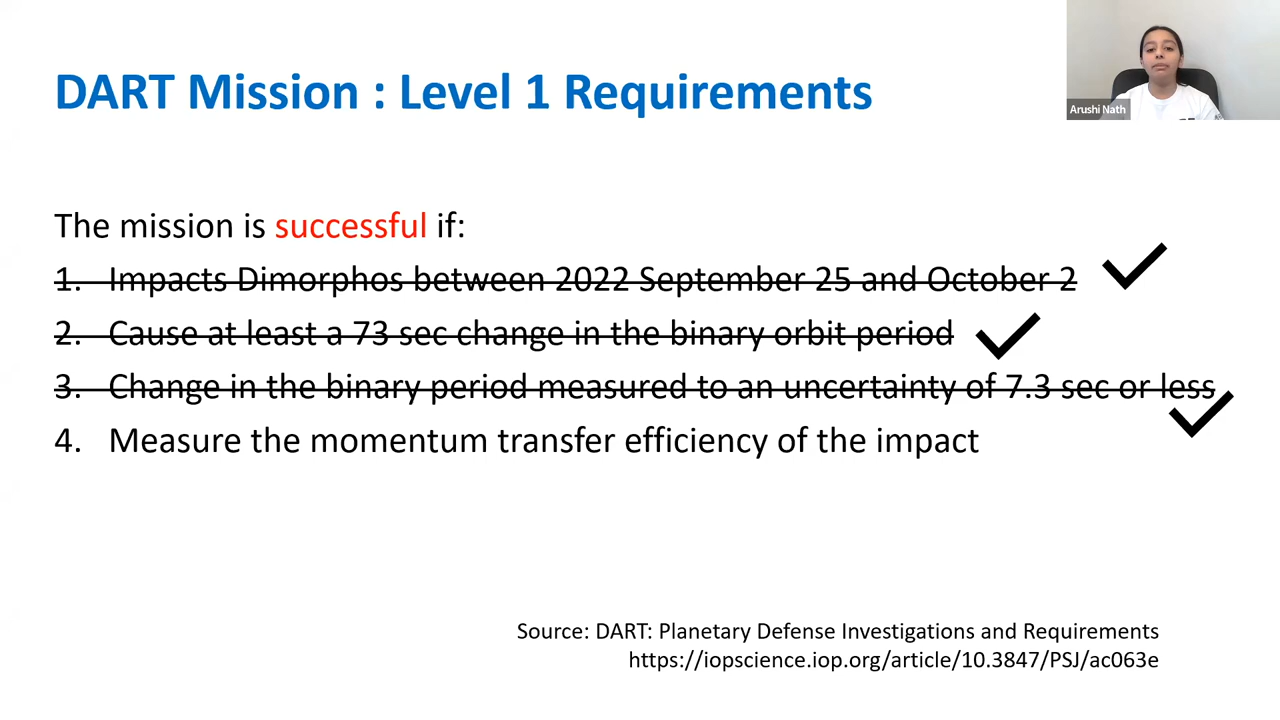 DART Mission : Level 1 Requirements
Arushi Nath
The mission is successful if:
1. Impacts Dimorphos between 2022 September 25 and October 2
2. Cause at least a 73 sec change in the binary orbit period
3. Change in the binary period measured to an uncertainty of 7.3 sec or less
4. Measure the momentum transfer efficiency of the impact
Source: DART: Planetary Defense Investigations and Requirements
https://iopscience.iop.org/article/10.3847/PSJ/ac063e